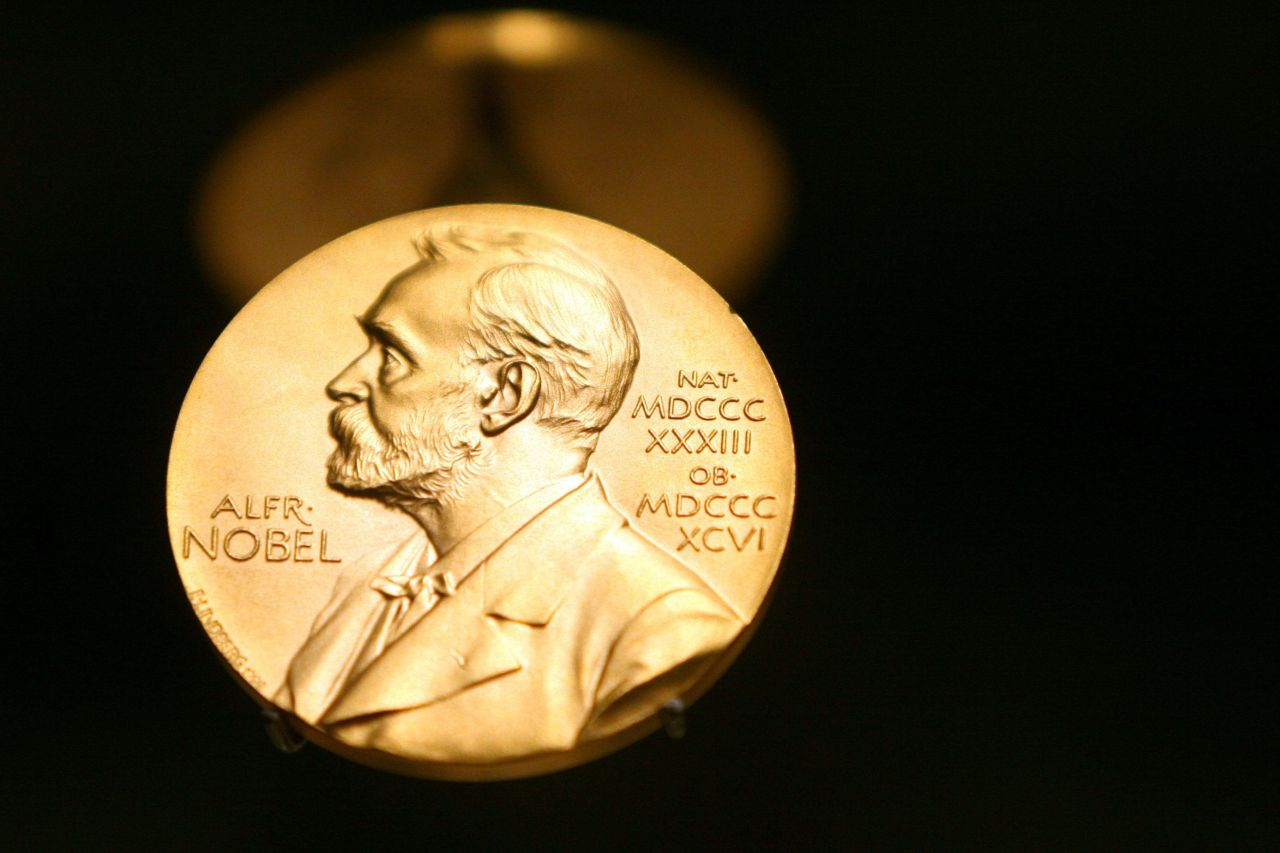 ALFR·
NOBEL
NAT·
MDCCC
XXXIII
OB·
MDCCC
XCVI